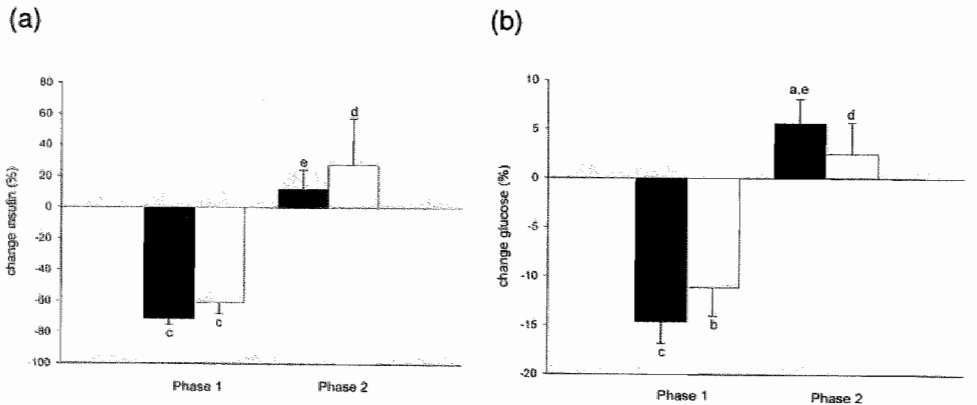 (a)
80
60
40
20
0
-20
-40
-60
-80
-100
change insulin (%)
c
c
e
d
Phase 1
Phase 2
(b)
10
5
0
-5
-10
-15
-20
change glucose (%)
c
b
a,e
d
Phase 1
Phase 2